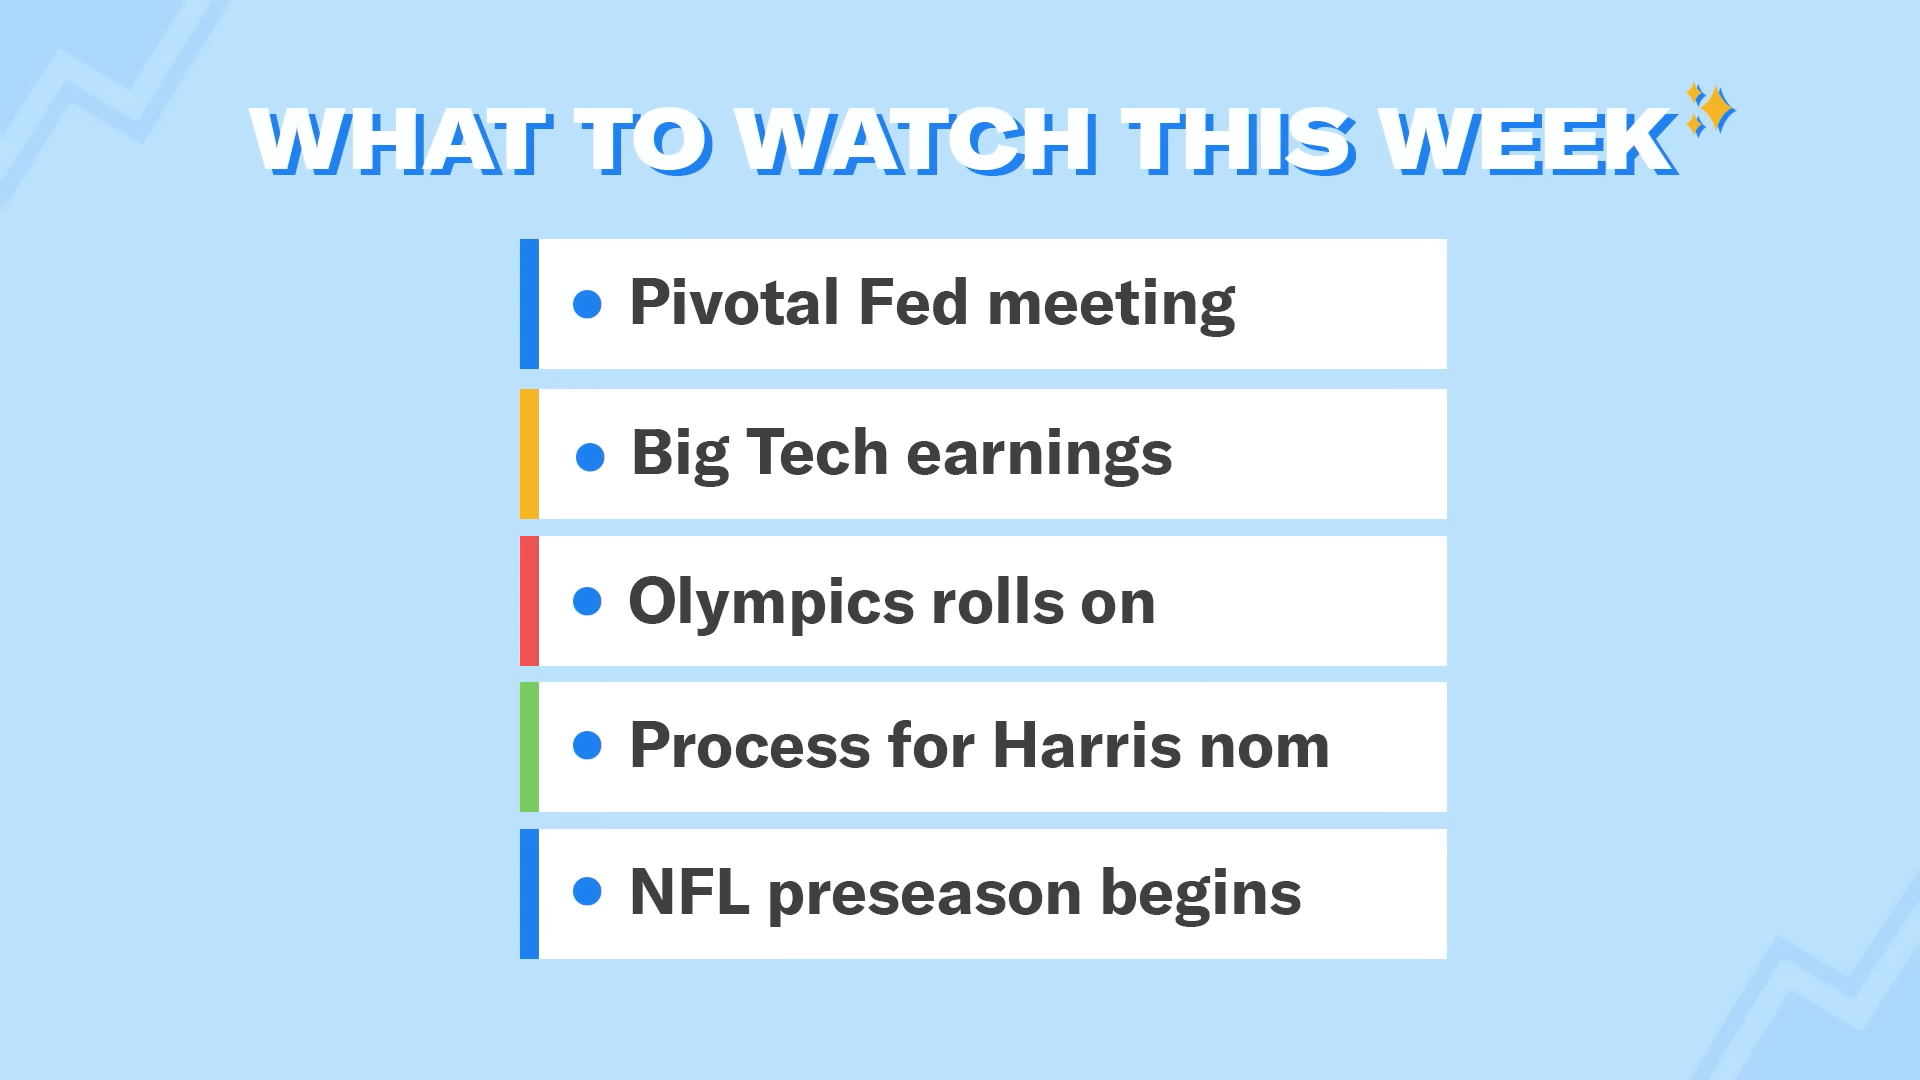 WHAT TO WATCH THIS WEEK
Pivotal Fed meeting
Big Tech earnings
Olympics rolls on
Process for Harris nom
NFL preseason begins